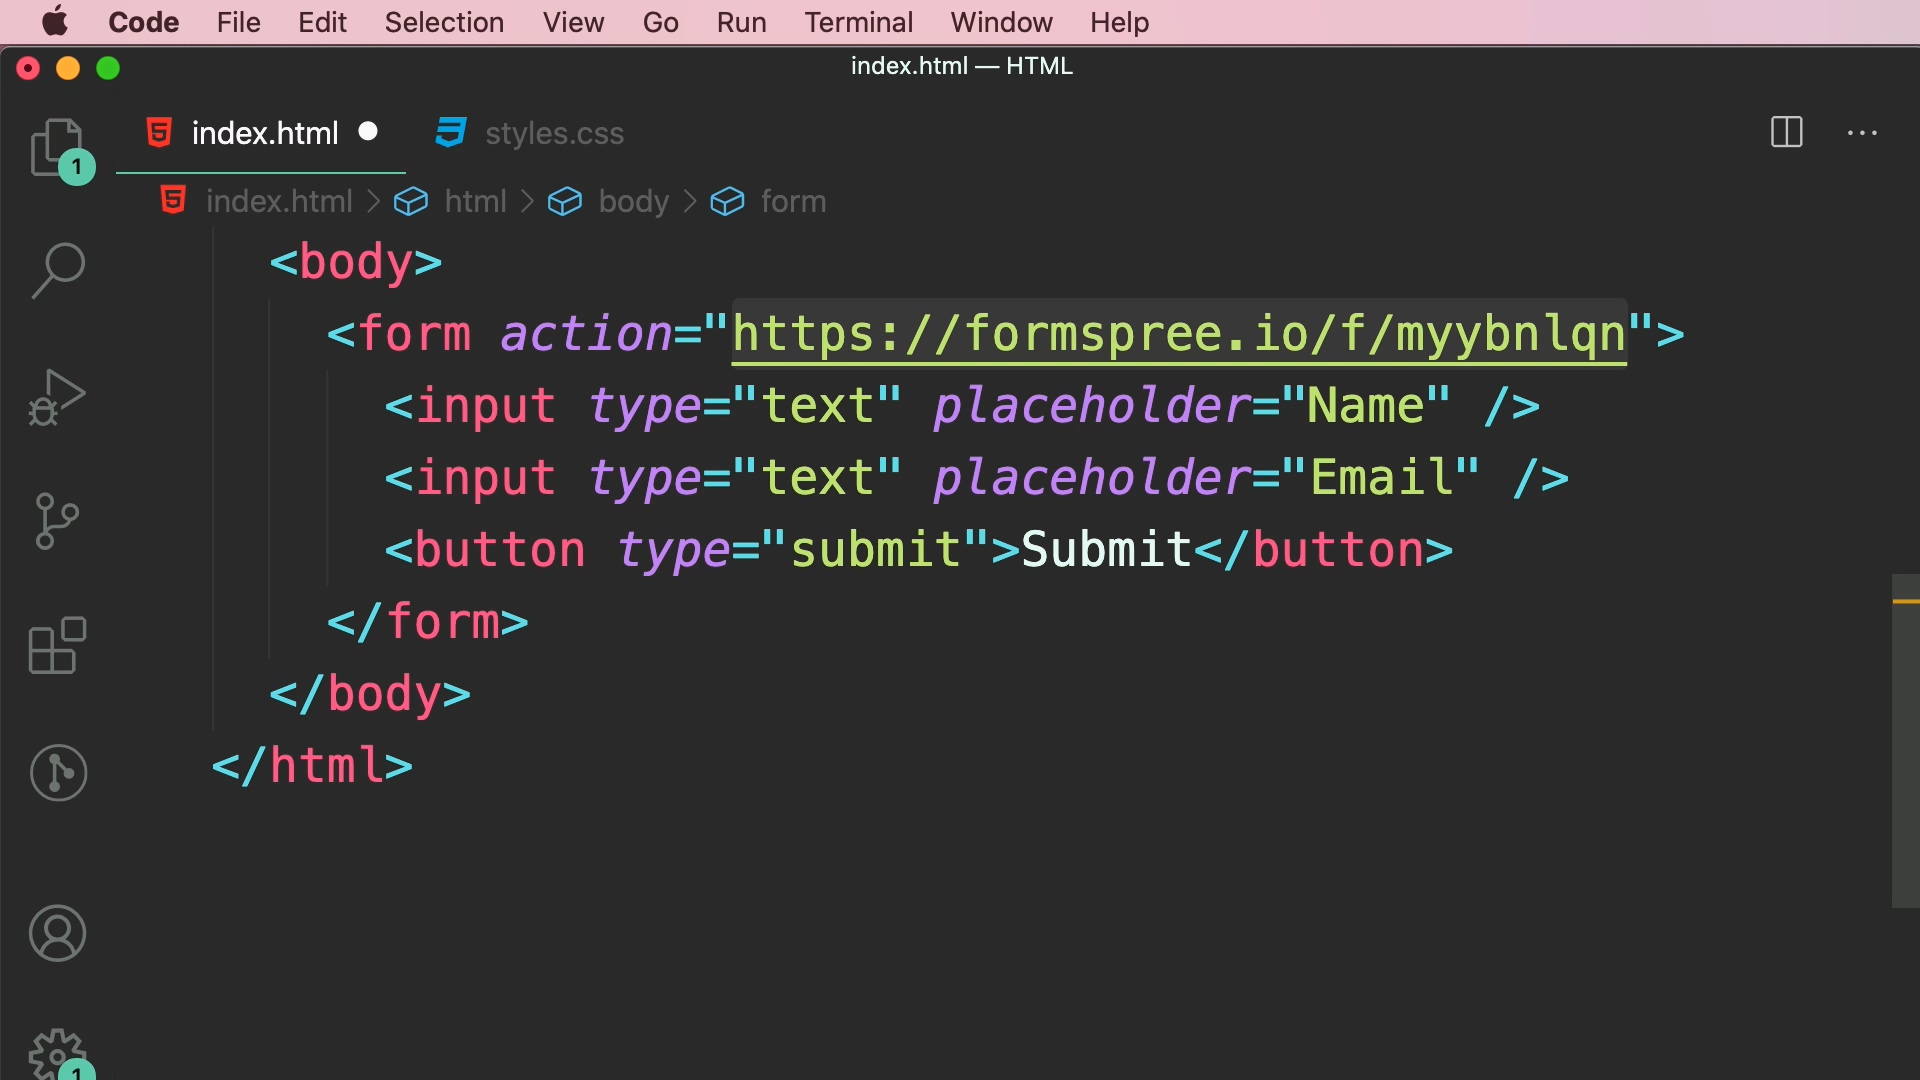 Code File Edit Selection View Go Run Terminal Window Help
index.html — HTML
index.html styles.css
1
index.html > html > body > form
<body>
<form action="https://formspree.io/f/myybnlqn">
<input type="text" placeholder="Name" />
<input type="text" placeholder="Email" />
<button type="submit">Submit</button>
</form>
</body>
</html>
1